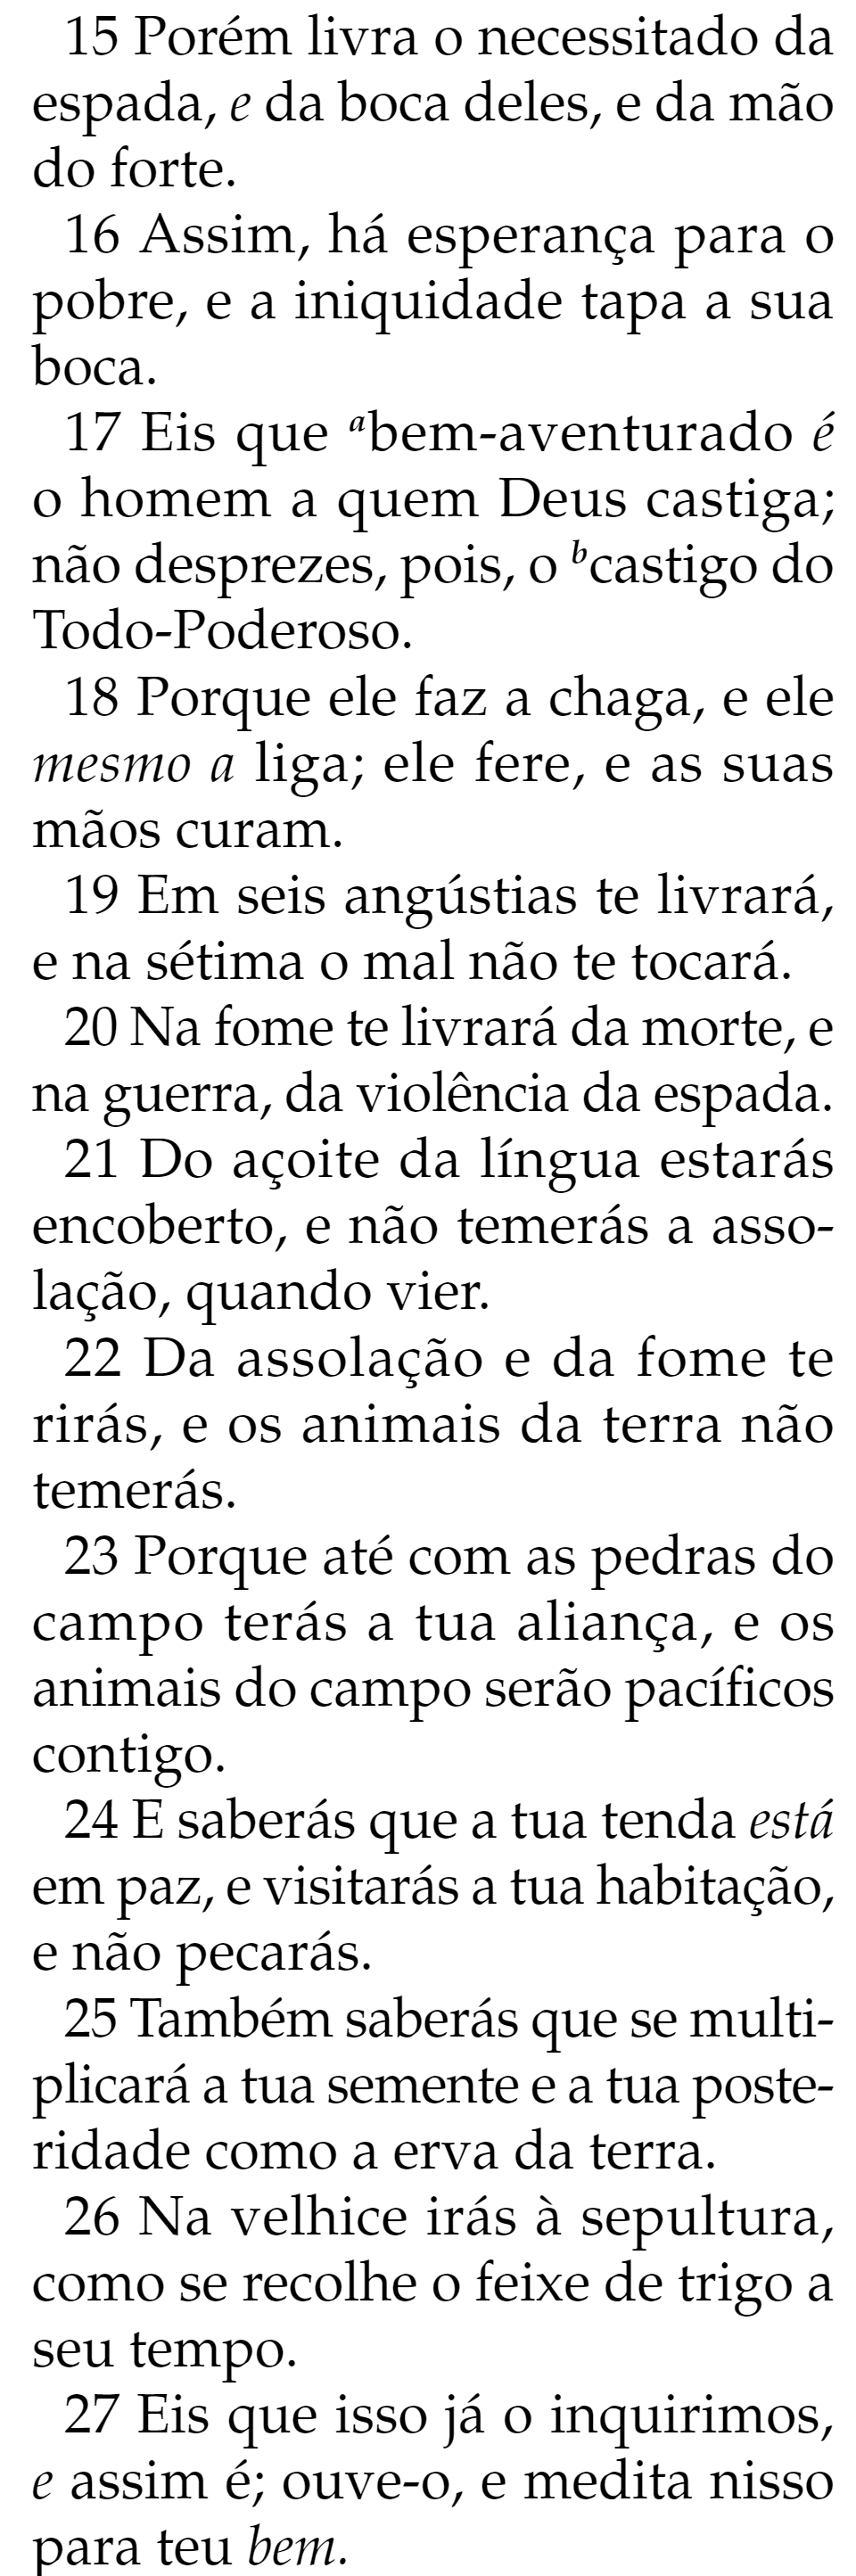 15 Porém livra o necessitado da
espada, e da boca deles, e da mão
do forte.
16 Assim, há esperança para o
pobre, e a iniquidade tapa a sua
boca.
17 Eis que ᵃbem-aventurado é
o homem a quem Deus castiga;
não desprezes, pois, o ᵇcastigo do
Todo-Poderoso.
18 Porque ele faz a chaga, e ele
mesmo a liga; ele fere, e as suas
mãos curam.
19 Em seis angústias te livrará,
e na sétima o mal não te tocará.
20 Na fome te livrará da morte, e
na guerra, da violência da espada.
21 Do açoite da língua estarás
encoberto, e não temerás a asso-
lação, quando vier.
22 Da assolação e da fome te
rirás, e os animais da terra não
temerás.
23 Porque até com as pedras do
campo terás a tua aliança, e os
animais do campo serão pacíficos
contigo.
24 E saberás que a tua tenda está
em paz, e visitarás a tua habitação,
e não pecarás.
25 Também saberás que se multi-
plicará a tua semente e a tua poste-
ridade como a erva da terra.
26 Na velhice irás à sepultura,
como se recolhe o feixe de trigo a
seu tempo.
27 Eis que isso já o inquirimos,
e assim é; ouve-o, e medita nisso
para teu bem.